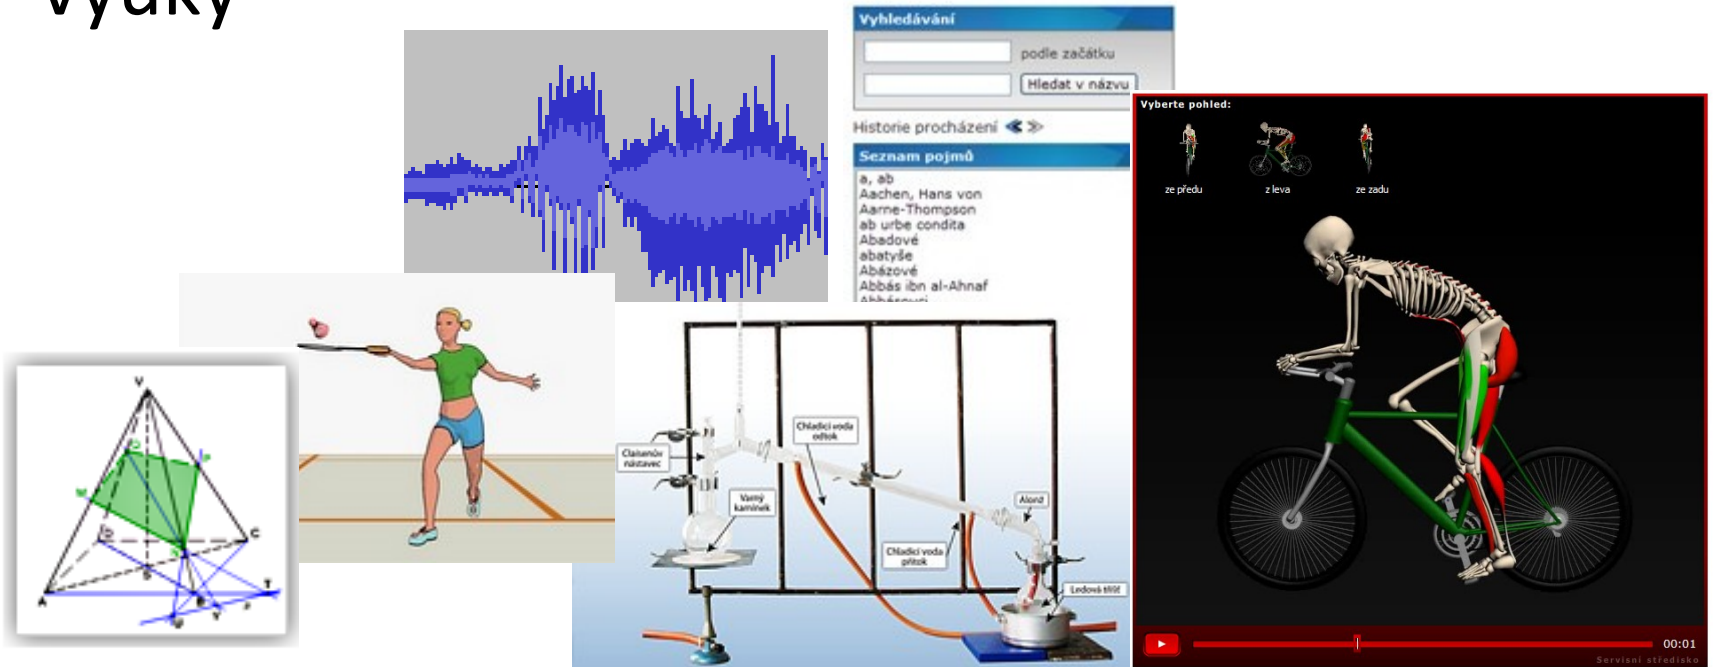 výuky
Vyhledávání
podle začátku
Hledat v názvu
Historie procházení
Seznam pojmů
a, ab
Aachen, Hans von
Aarne-Thompson
ab urbe condita
Abadové
abatyše
Abázové
Abbás ibn al-Ahnaf
Abbásovci
Vyberte pohled:
ze předu
z leva
ze zadu
V
P
M
D
C
S
A
T
Y
Claisenův
nástavec
Chladicí voda
odtok
Varný
kamínek
Alonž
Chladicí voda
přítok
Ledová tříšť
00:01
Servisní středisko